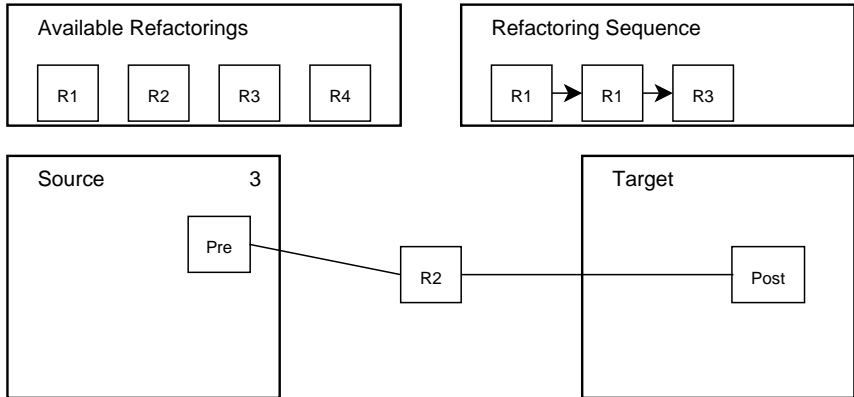 Available Refactorings
R1 R2 R3 R4
Refactoring Sequence
R1 R1 R3
Source 3
Pre
R2
Target
Post